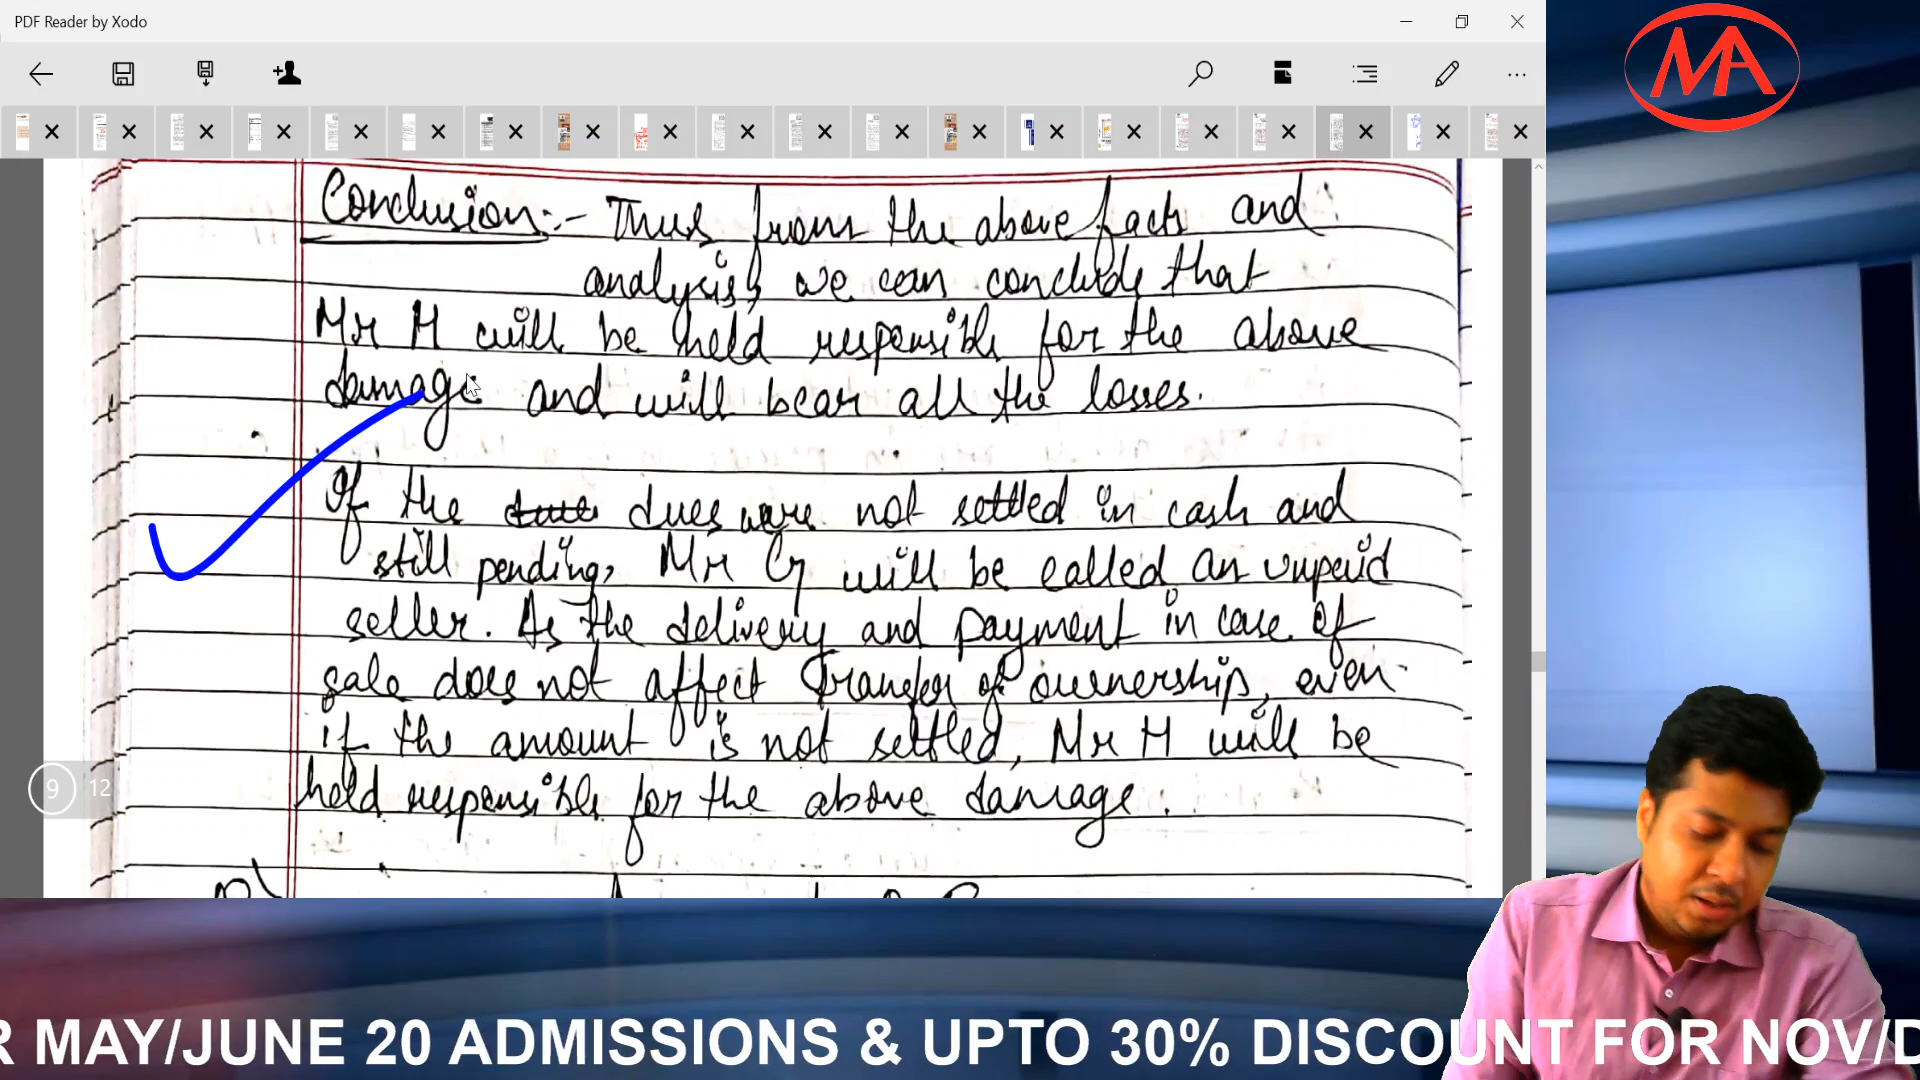 PDF Reader by Xodo
MA
Conclusion:- Thus from the above facts and
analysis, we can conclude that
Mr H will be held responsible for the above
damage and will bear all the losses.
If the dues were not settled in cash and
still pending, Mr G will be called an unpaid
seller. As the delivery and payment in case of
sale does not affect Transfer of ownership, even
if the amount is not settled, Mr H will be
held responsible for the above damage.
9 12
R MAY/JUNE 20 ADMISSIONS & UPTO 30% DISCOUNT FOR NOV/D